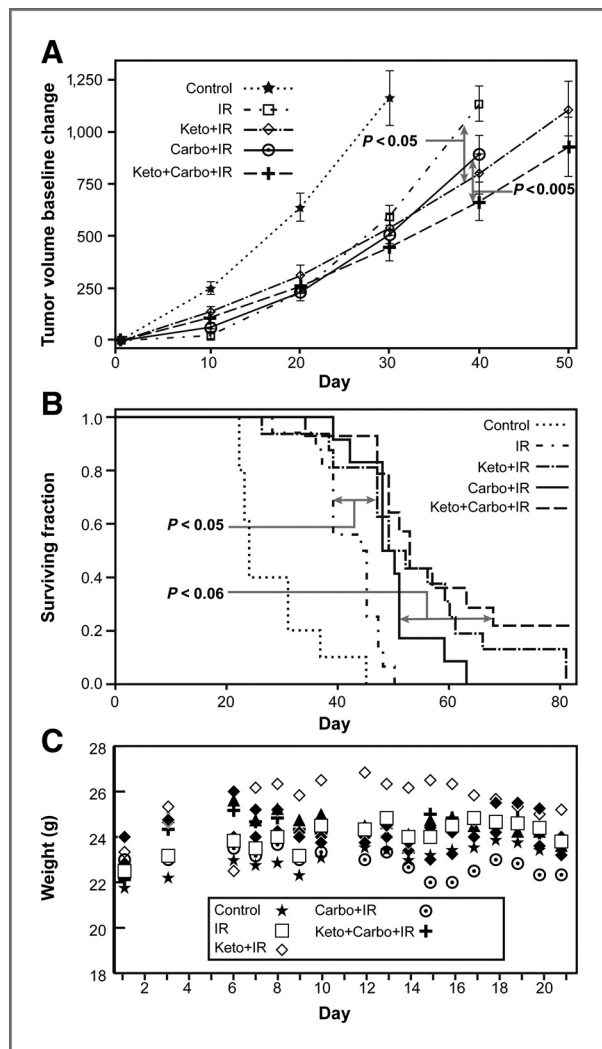 A
Tumor volume baseline change
1,250
1,000
750
500
250
0
Control
IR
Keto+IR
Carbo+IR
Keto+Carbo+IR
P < 0.05
P < 0.005
0 10 20 30 40 50
Day
B
Surviving fraction
1.0
0.8
0.6
0.4
0.2
0.0
Control
IR
Keto+IR
Carbo+IR
Keto+Carbo+IR
P < 0.05
P < 0.06
0 20 40 60 80
Day
C
Weight (g)
28
26
24
22
20
18
Control Carbo+IR
IR Keto+Carbo+IR
Keto+IR
2 4 6 8 10 12 14 16 18 20
Day